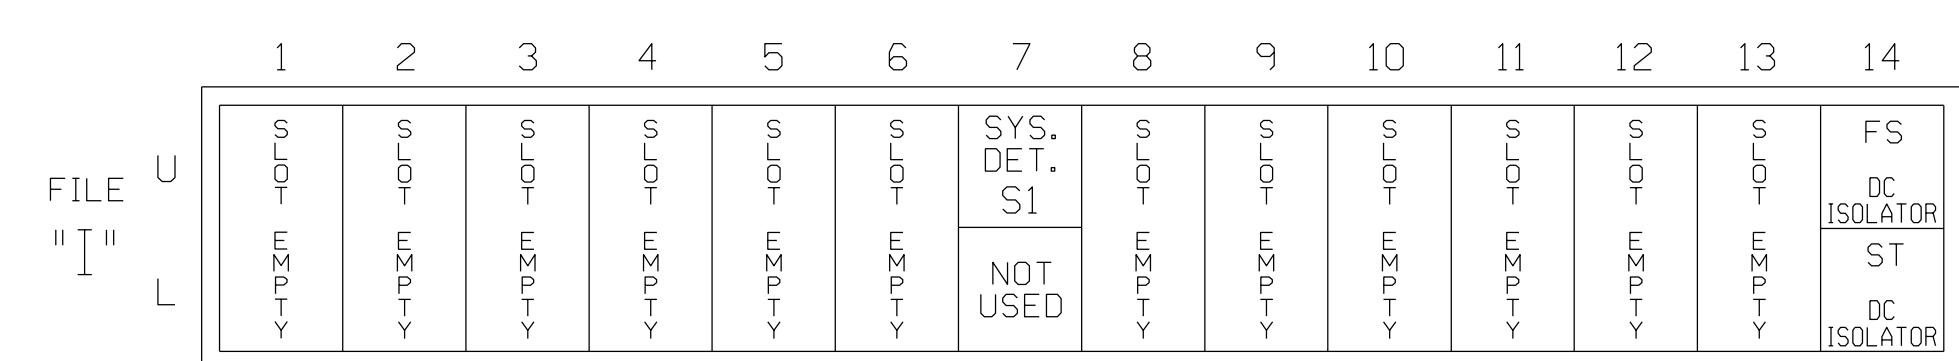 1 2 3 4 5 6 7 8 9 10 11 12 13 14
FILE
"I"
U
L
SLOT EMPTY
SLOT EMPTY
SLOT EMPTY
SLOT EMPTY
SLOT EMPTY
SLOT EMPTY
SYS.
DET.
S1
NOT
USED
SLOT EMPTY
SLOT EMPTY
SLOT EMPTY
SLOT EMPTY
SLOT EMPTY
SLOT EMPTY
FS
DC
ISOLATOR
ST
DC
ISOLATOR